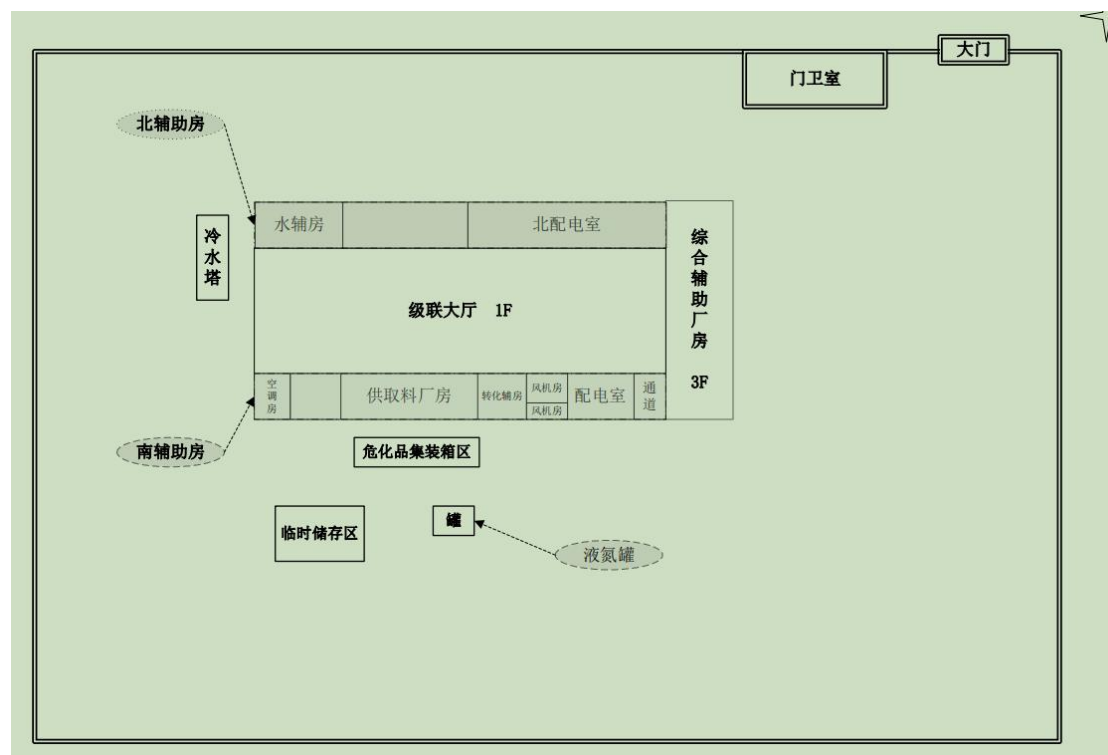 大门
门卫室
北辅助房
水辅房
北配电室
冷水塔
综合辅助厂房 3F
级联大厅 1F
空调房
供取料厂房
转化辅房
风机房
风机房
配电室
通道
南辅助房
危化品集装箱区
临时储存区
罐
液氮罐